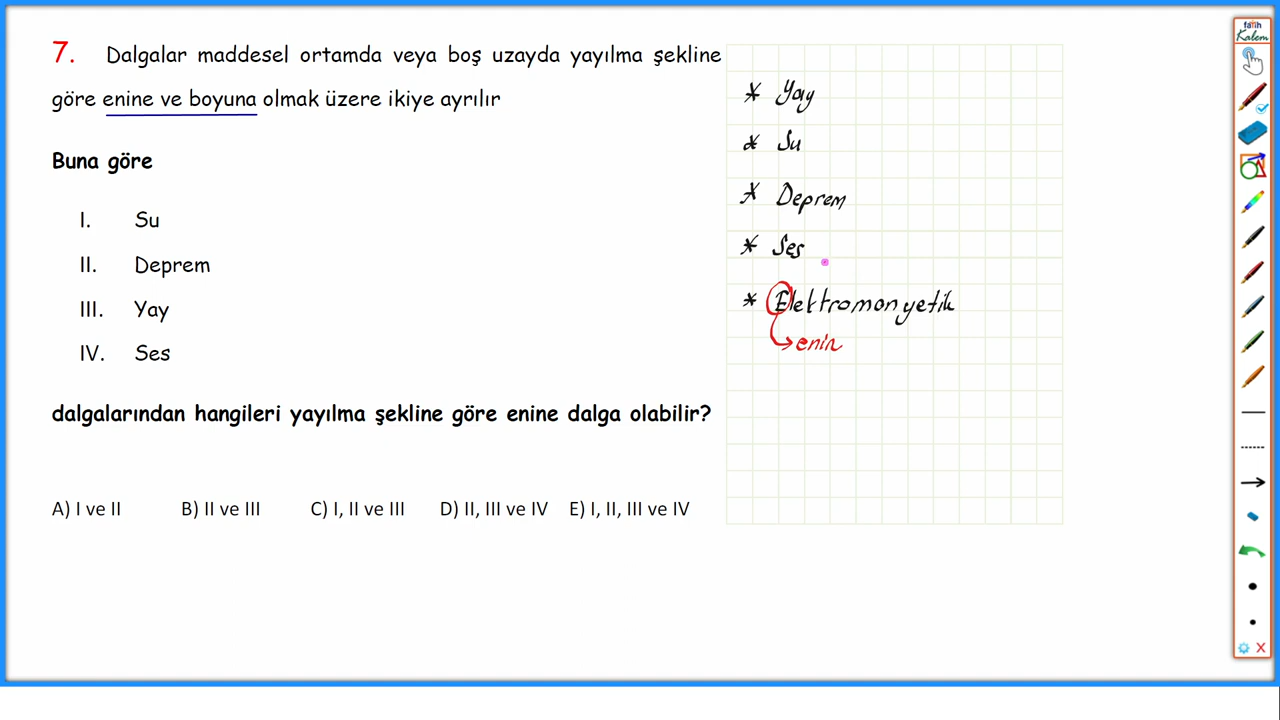 7. Dalgalar maddesel ortamda veya boş uzayda yayılma şekline
göre enine ve boyuna olmak üzere ikiye ayrılır
Buna göre
I. Su
II. Deprem
III. Yay
IV. Ses
dalgalarından hangileri yayılma şekline göre enine dalga olabilir?
A) I ve II B) II ve III C) I, II ve III D) II, III ve IV E) I, II, III ve IV
* Yay
* Su
* Deprem
* Ses
* Elektromanyetik
enin
fatih
Kalem